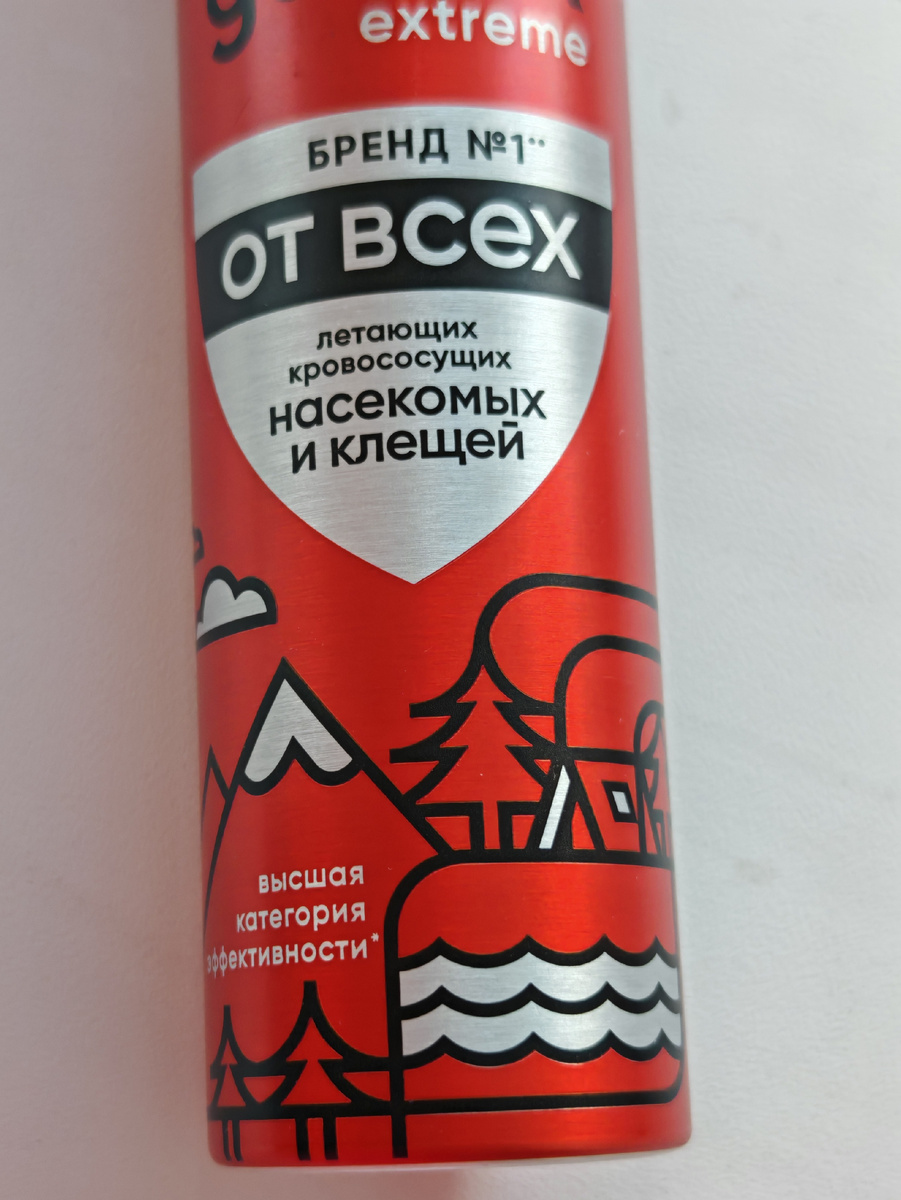 extreme
БРЕНД №1**
от всех
летающих
кровососущих
насекомых
и клещей
высшая
категория
эффективности*